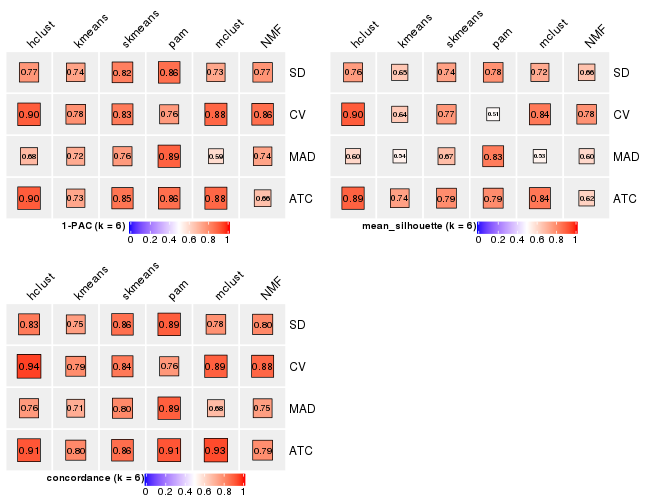 hclust kmeans skmeans pam mclust NMF
0.77 0.74 0.82 0.86 0.73 0.77 SD
0.90 0.78 0.83 0.76 0.88 0.86 CV
0.68 0.72 0.76 0.89 0.59 0.74 MAD
0.90 0.73 0.85 0.86 0.88 0.66 ATC
1-PAC (k = 6)
0 0.2 0.4 0.6 0.8 1
hclust kmeans skmeans pam mclust NMF
0.76 0.65 0.74 0.78 0.72 0.66 SD
0.90 0.64 0.77 0.51 0.84 0.78 CV
0.60 0.54 0.67 0.83 0.53 0.60 MAD
0.89 0.74 0.79 0.79 0.84 0.62 ATC
mean_silhouette (k = 6)
0 0.2 0.4 0.6 0.8 1
hclust kmeans skmeans pam mclust NMF
0.83 0.75 0.86 0.89 0.78 0.80 SD
0.94 0.79 0.84 0.76 0.89 0.88 CV
0.76 0.71 0.80 0.89 0.68 0.75 MAD
0.91 0.80 0.86 0.91 0.93 0.79 ATC
concordance (k = 6)
0 0.2 0.4 0.6 0.8 1